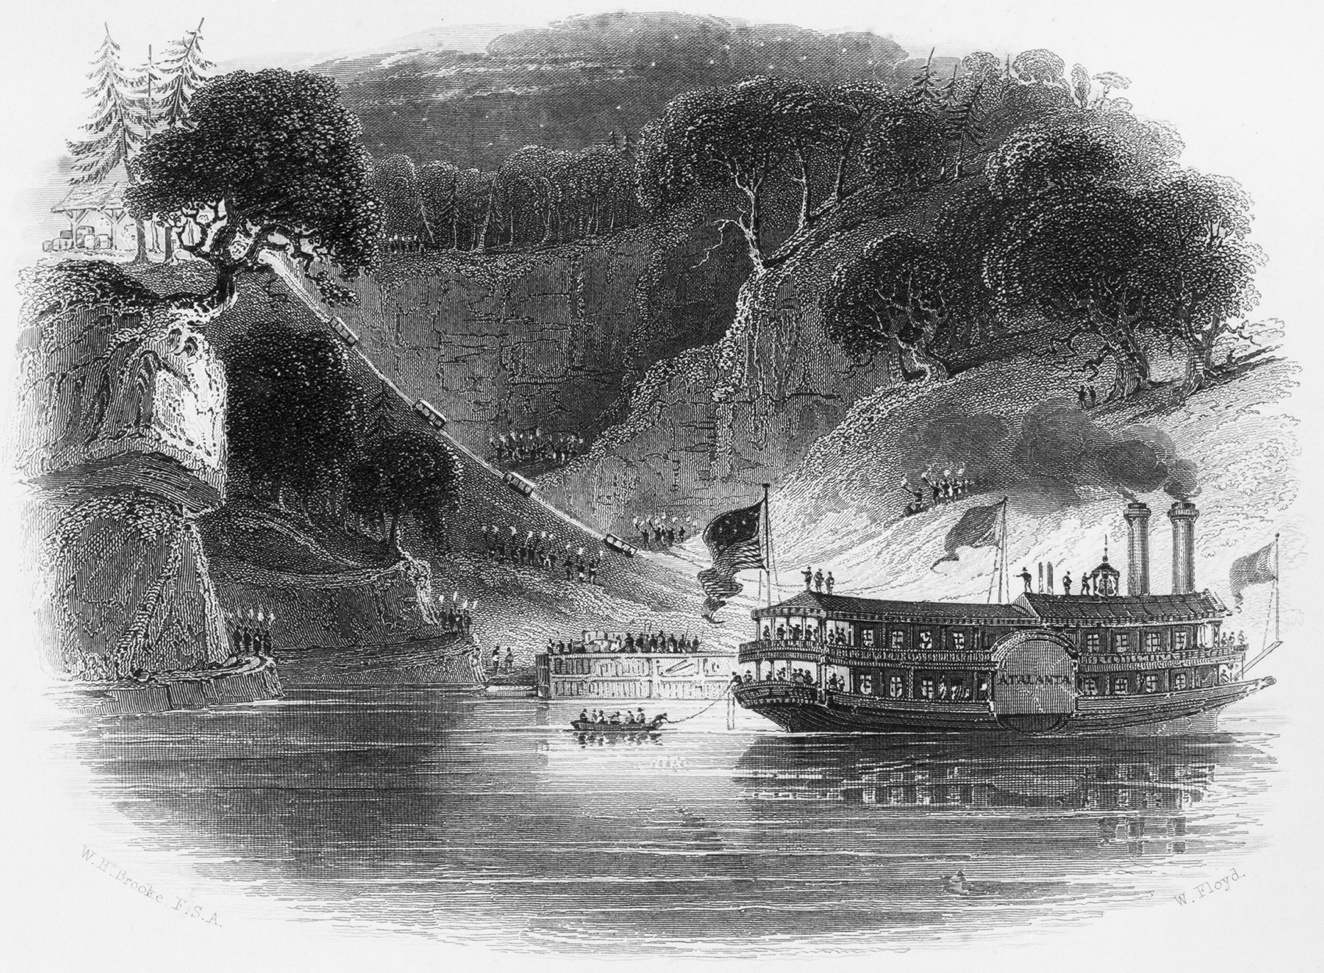 ATALANTA
W. H. Brooke F.S.A.
W. Floyd.